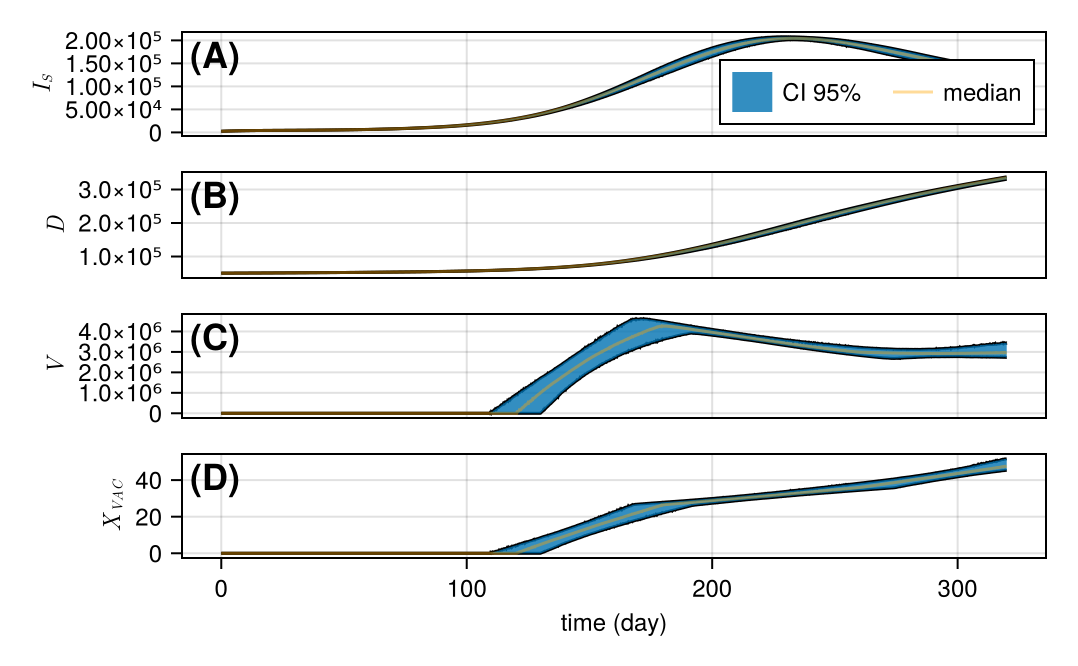 (A)
I_S
2.00×10⁵
1.50×10⁵
1.00×10⁵
5.00×10⁴
0
CI 95% median
(B)
D
3.0×10⁵
2.0×10⁵
1.0×10⁵
(C)
V
4.0×10⁶
3.0×10⁶
2.0×10⁶
1.0×10⁶
0
(D)
X_VAC
40
20
0
0 100 200 300
time (day)